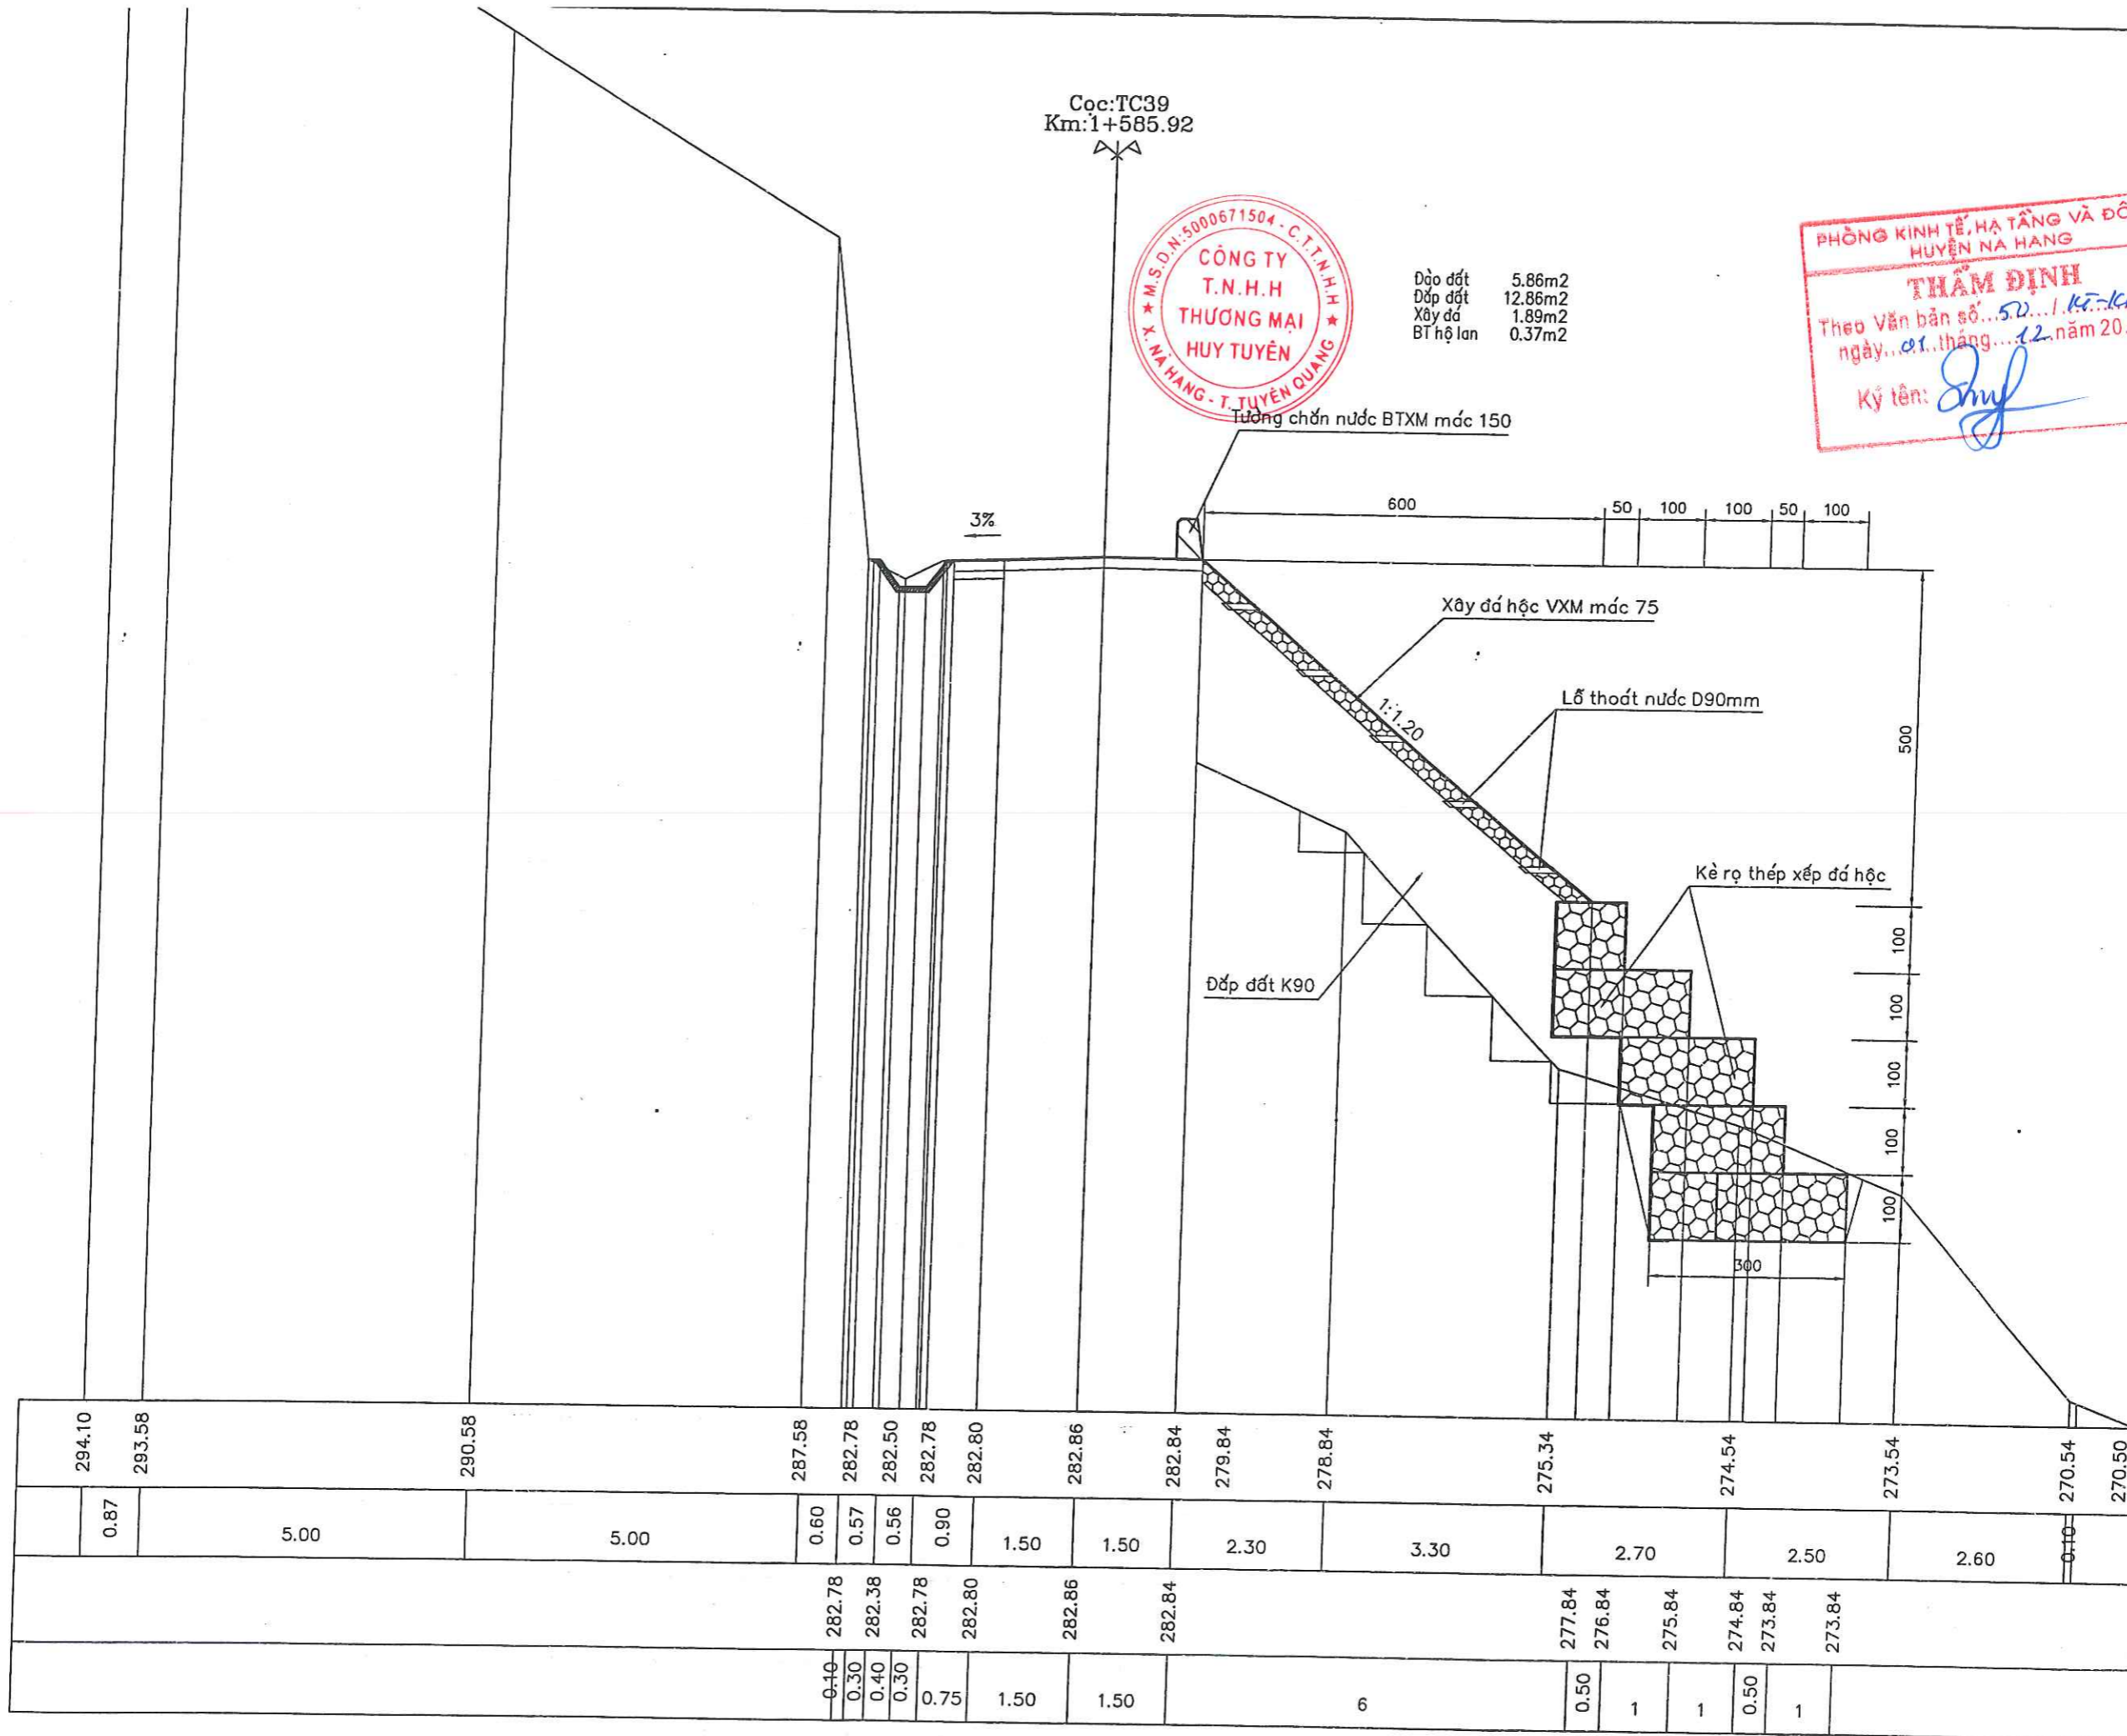 Cọc:TC39
Km:1+585.92
M.S.D.N:5000671504 - C.T.T.N.H.H
CÔNG TY
T.N.H.H
THƯƠNG MẠI
HUY TUYÊN
X. NÀ HANG - T. TUYÊN QUANG
Đào đất 5.86m2
Đắp đất 12.86m2
Xây đá 1.89m2
BT hộ lan 0.37m2
PHÒNG KINH TẾ, HẠ TẦNG VÀ ĐÔ
HUYỆN NA HANG
THẨM ĐỊNH
Theo Văn bản số...50.../
ngày...01...tháng...12...năm 20
Ký tên:
Tường chắn nước BTXM mác 150
3%
600 50 100 100 50 100
Xây đá hộc VXM mác 75
1:1.20
Lỗ thoát nước D90mm
500
Kè rọ thép xếp đá hộc
Đắp đất K90
100
100
100
100
100
300
294.10 293.58 290.58 287.58 282.78 282.50 282.78 282.80 282.86 282.84 279.84 278.84 275.34 274.54 273.54 270.54 270.50
0.87 5.00 5.00 0.60 0.57 0.56 0.90 1.50 1.50 2.30 3.30 2.70 2.50 2.60 0.10
282.78 282.38 282.78 282.80 282.86 282.84 277.84 276.84 275.84 274.84 273.84 273.84
0.10 0.30 0.40 0.30 0.75 1.50 1.50 6 0.50 1 1 0.50 1